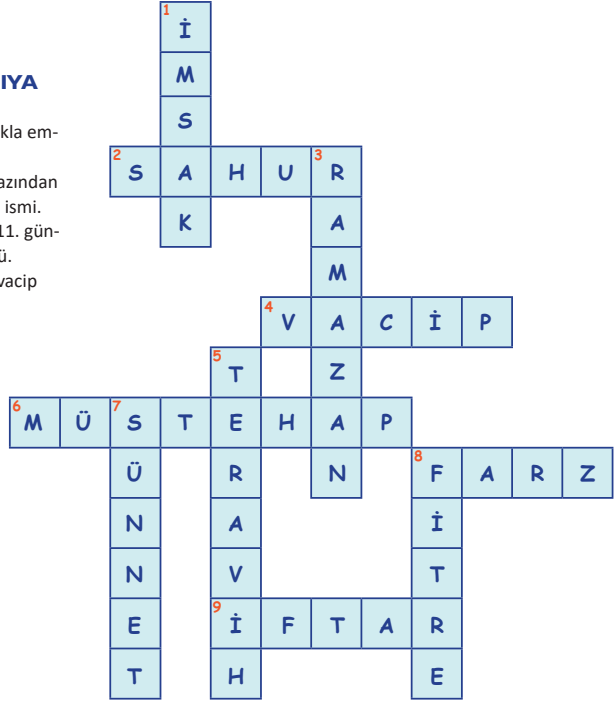 IYA
kla em-
azından
ismi.
11. gün-
ü.
vacip
1 İ
M
S
2 S A H U 3 R
K A
M
4 V A C İ P
5 T Z
6 M Ü 7 S T E H A P
Ü R N 8 F A R Z
N A İ
N V T
E 9 İ F T A R
T H E